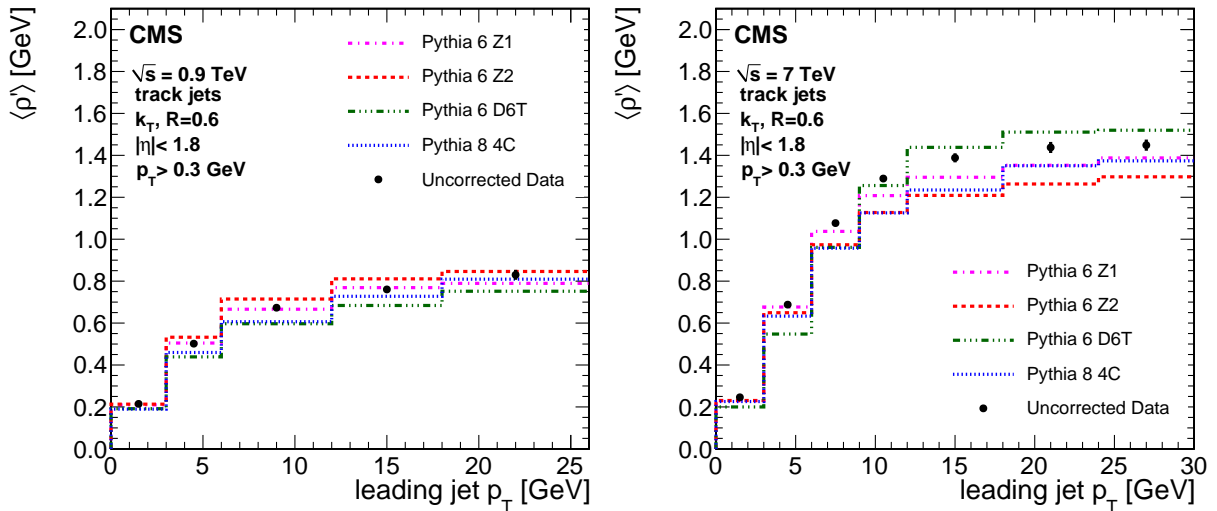 CMS
√s = 0.9 TeV
track jets
k_T, R=0.6
|η|< 1.8
p_T> 0.3 GeV
Pythia 6 Z1
Pythia 6 Z2
Pythia 6 D6T
Pythia 8 4C
Uncorrected Data
⟨ρ'⟩ [GeV]
2.0
1.8
1.6
1.4
1.2
1.0
0.8
0.6
0.4
0.2
0.0
0 5 10 15 20 25
leading jet p_T [GeV]
CMS
√s = 7 TeV
track jets
k_T, R=0.6
|η|< 1.8
p_T> 0.3 GeV
Pythia 6 Z1
Pythia 6 Z2
Pythia 6 D6T
Pythia 8 4C
Uncorrected Data
⟨ρ'⟩ [GeV]
2.0
1.8
1.6
1.4
1.2
1.0
0.8
0.6
0.4
0.2
0.0
0 5 10 15 20 25 30
leading jet p_T [GeV]